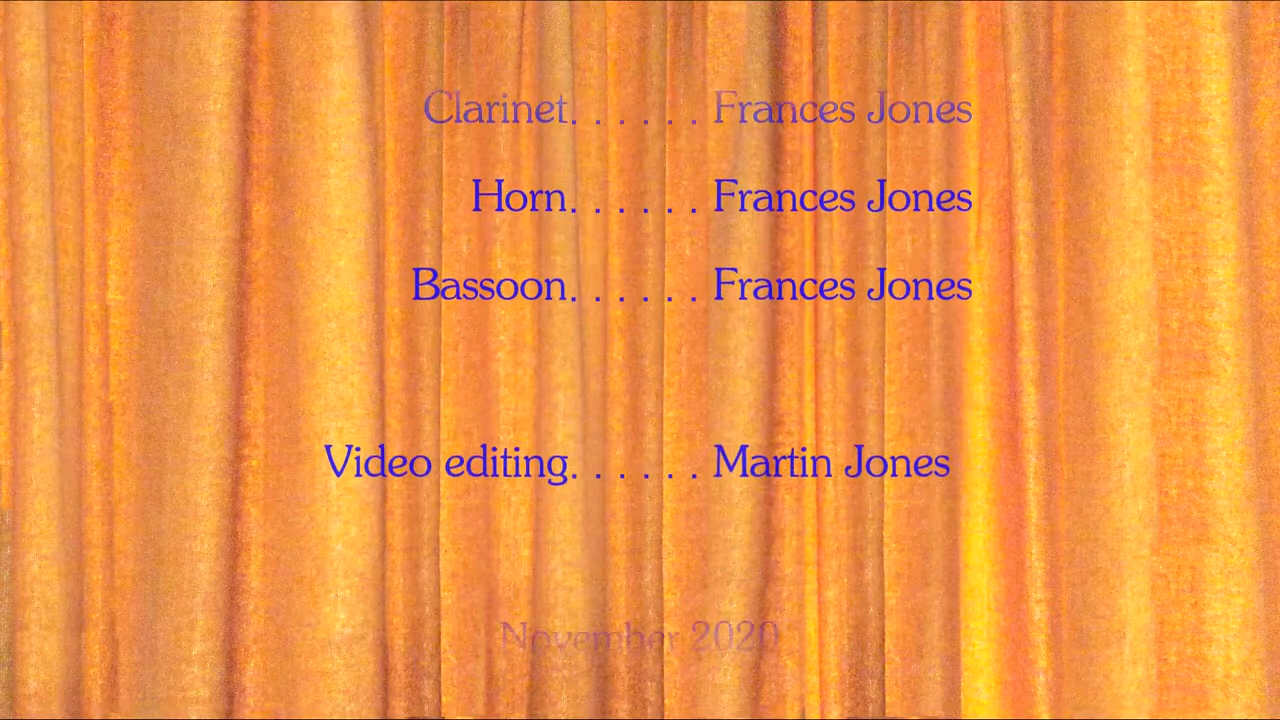 Clarinet. . . . . . Frances Jones
Horn. . . . . . Frances Jones
Bassoon. . . . . . Frances Jones
Video editing. . . . . . Martin Jones
November 2020